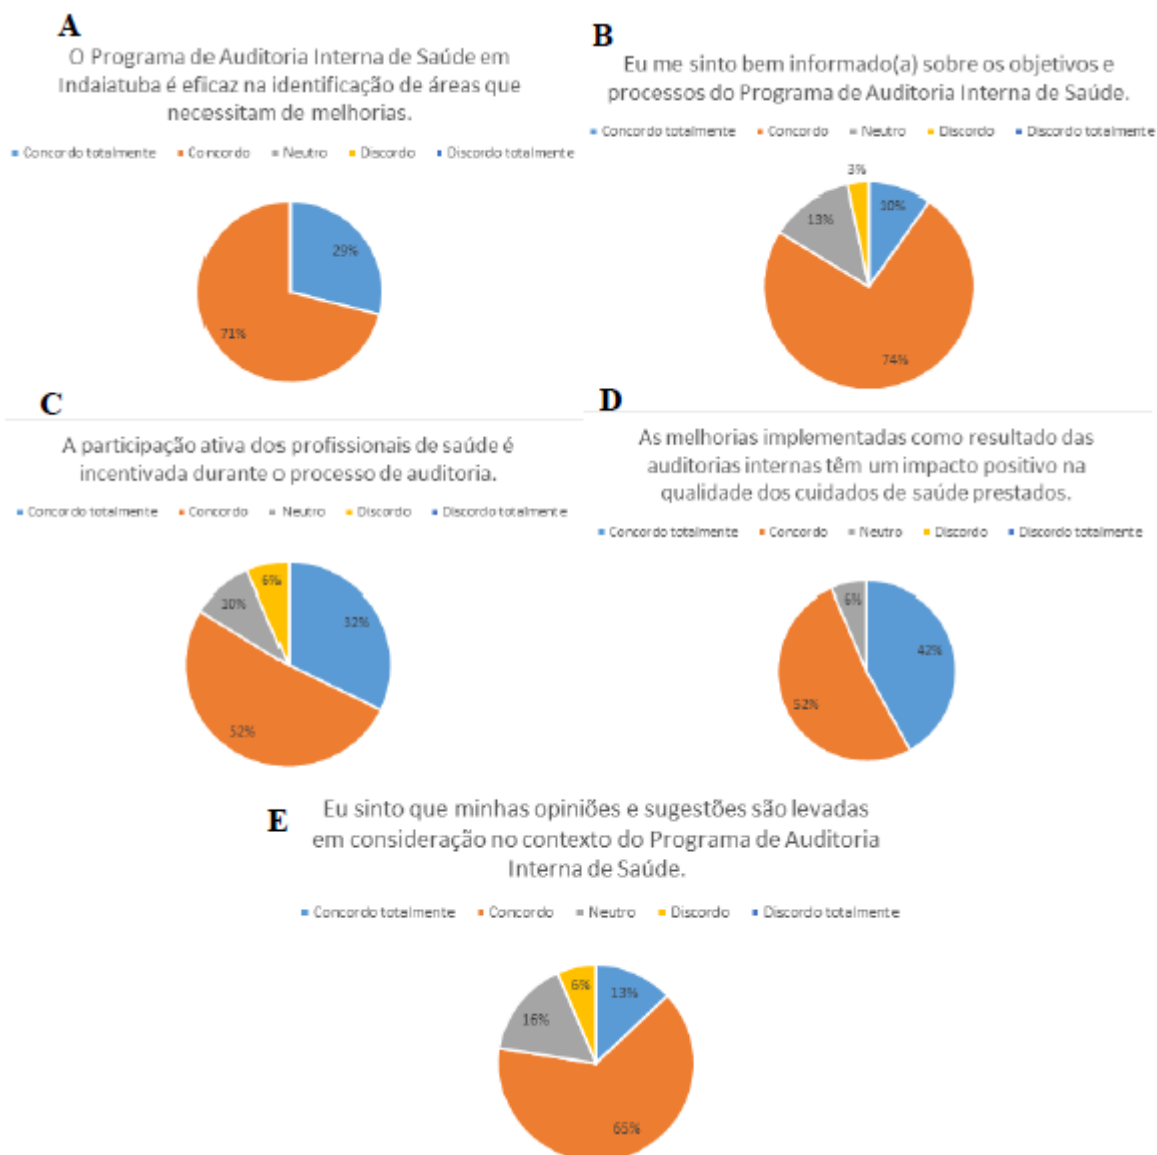 A
O Programa de Auditoria Interna de Saúde em
Indaiatuba é eficaz na identificação de áreas que
necessitam de melhorias.
Concordo totalmente Concordo Neutro Discordo Discordo totalmente
29%
71%
B
Eu me sinto bem informado(a) sobre os objetivos e
processos do Programa de Auditoria Interna de Saúde.
Concordo totalmente Concordo Neutro Discordo Discordo totalmente
3%
10%
13%
74%
C
A participação ativa dos profissionais de saúde é
incentivada durante o processo de auditoria.
Concordo totalmente Concordo Neutro Discordo Discordo totalmente
6%
10%
32%
52%
D
As melhorias implementadas como resultado das
auditorias internas têm um impacto positivo na
qualidade dos cuidados de saúde prestados.
Concordo totalmente Concordo Neutro Discordo Discordo totalmente
6%
42%
52%
E
Eu sinto que minhas opiniões e sugestões são levadas
em consideração no contexto do Programa de Auditoria
Interna de Saúde.
Concordo totalmente Concordo Neutro Discordo Discordo totalmente
6%
13%
16%
65%